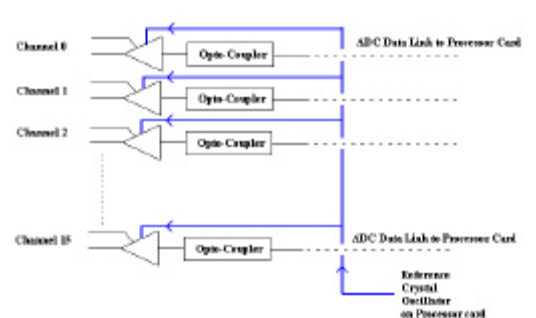 Channel 0
Opto-Coupler
ADC Data Link to Processor Card
Channel 1
Opto-Coupler
Channel 2
Opto-Coupler
Channel 15
Opto-Coupler
ADC Data Link to Processor Card
Reference
Crystal
Oscillator
on Processor card